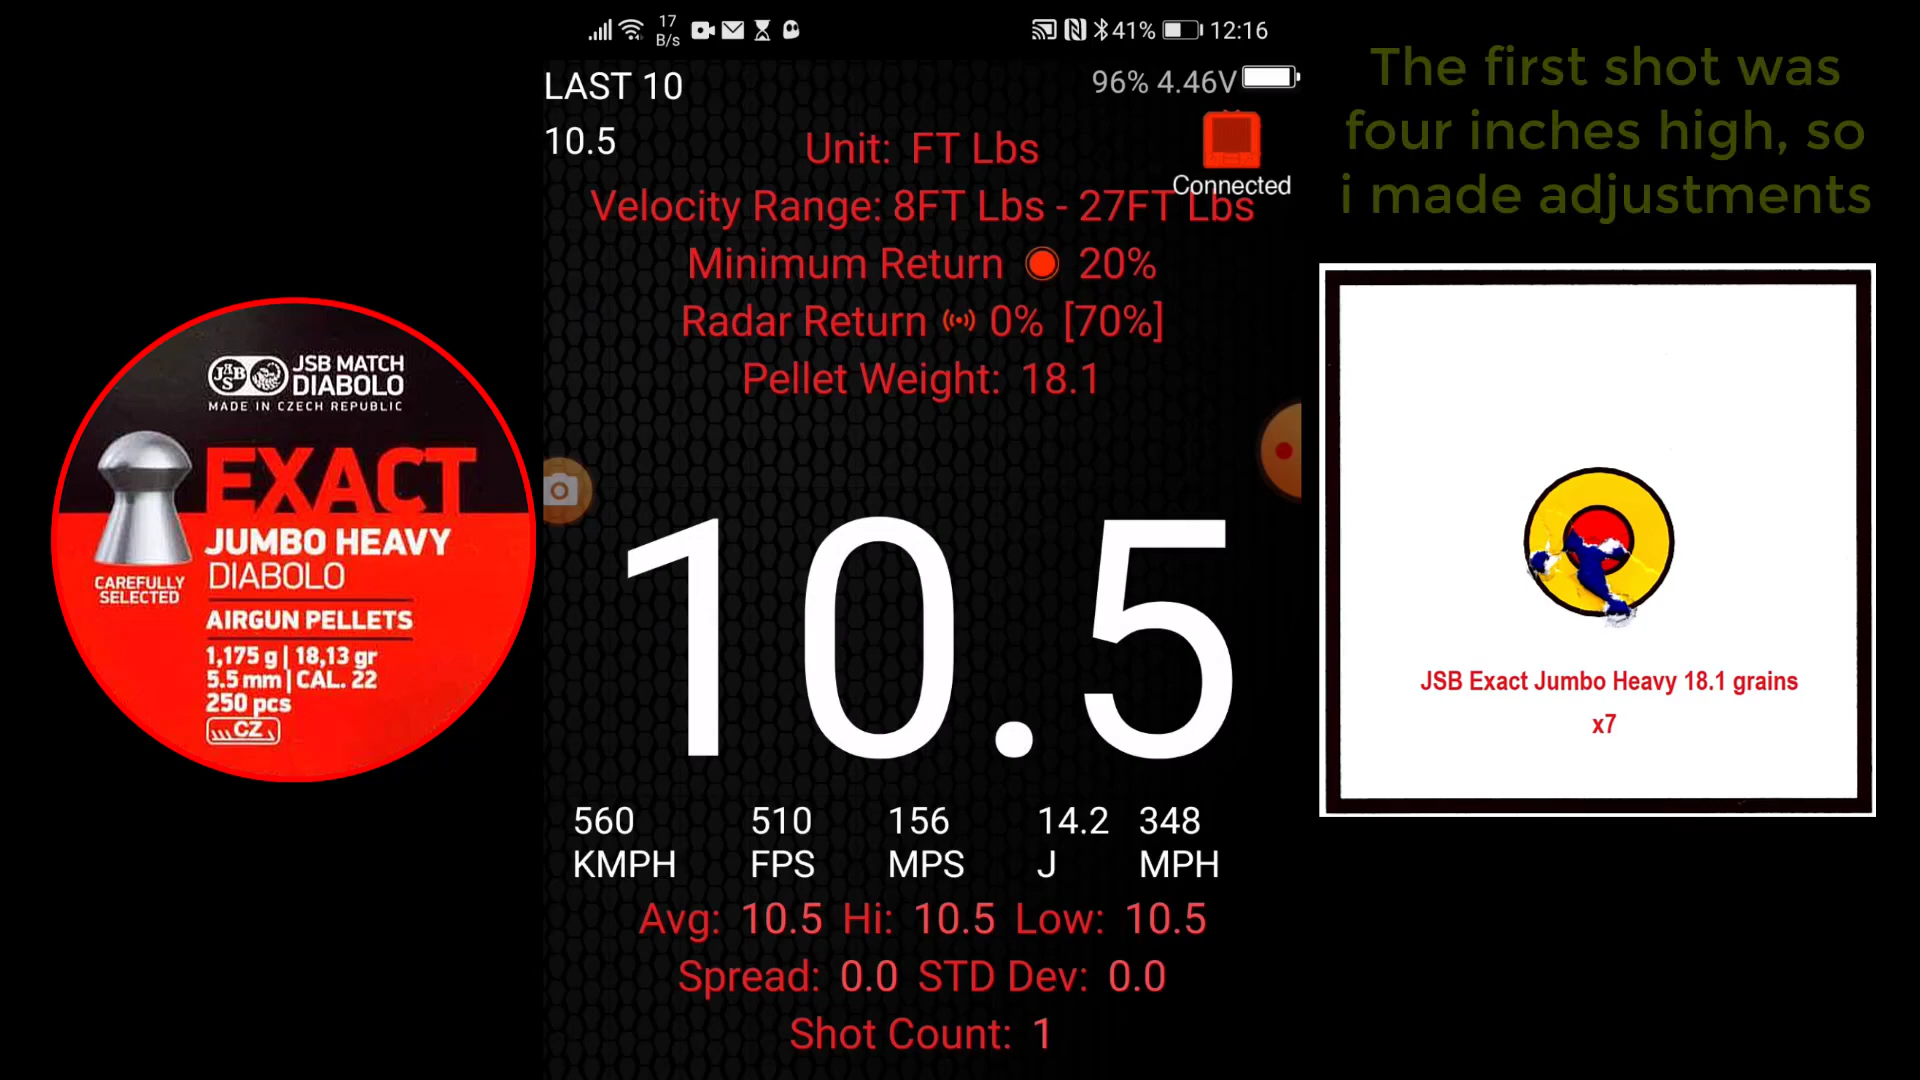 17
B/s
41%
12:16
LAST 10
96% 4.46V
10.5
Unit: FT Lbs
Connected
Velocity Range: 8FT Lbs - 27FT Lbs
Minimum Return 20%
Radar Return 0% [70%]
Pellet Weight: 18.1
10.5
560
KMPH
510
FPS
156
MPS
14.2
J
348
MPH
Avg: 10.5 Hi: 10.5 Low: 10.5
Spread: 0.0 STD Dev: 0.0
Shot Count: 1
JSB
JSB MATCH
DIABOLO
MADE IN CZECH REPUBLIC
EXACT
JUMBO HEAVY
DIABOLO
CAREFULLY
SELECTED
AIRGUN PELLETS
1,175 g | 18,13 gr
5.5 mm | CAL. 22
250 pcs
CZ
The first shot was
four inches high, so
i made adjustments
JSB Exact Jumbo Heavy 18.1 grains
x7